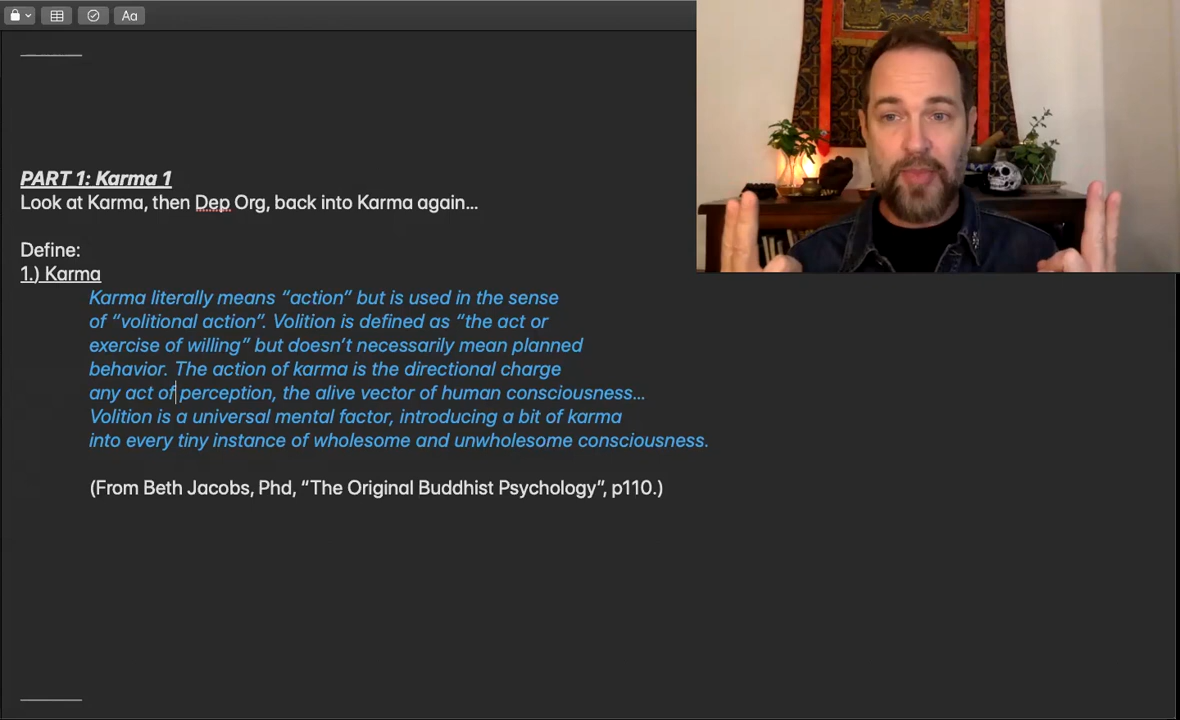 Aa
PART 1: Karma 1
Look at Karma, then Dep Org, back into Karma again...
Define:
1.) Karma
Karma literally means “action” but is used in the sense
of “volitional action”. Volition is defined as “the act or
exercise of willing” but doesn’t necessarily mean planned
behavior. The action of karma is the directional charge
any act of perception, the alive vector of human consciousness...
Volition is a universal mental factor, introducing a bit of karma
into every tiny instance of wholesome and unwholesome consciousness.
(From Beth Jacobs, Phd, “The Original Buddhist Psychology”, p110.)